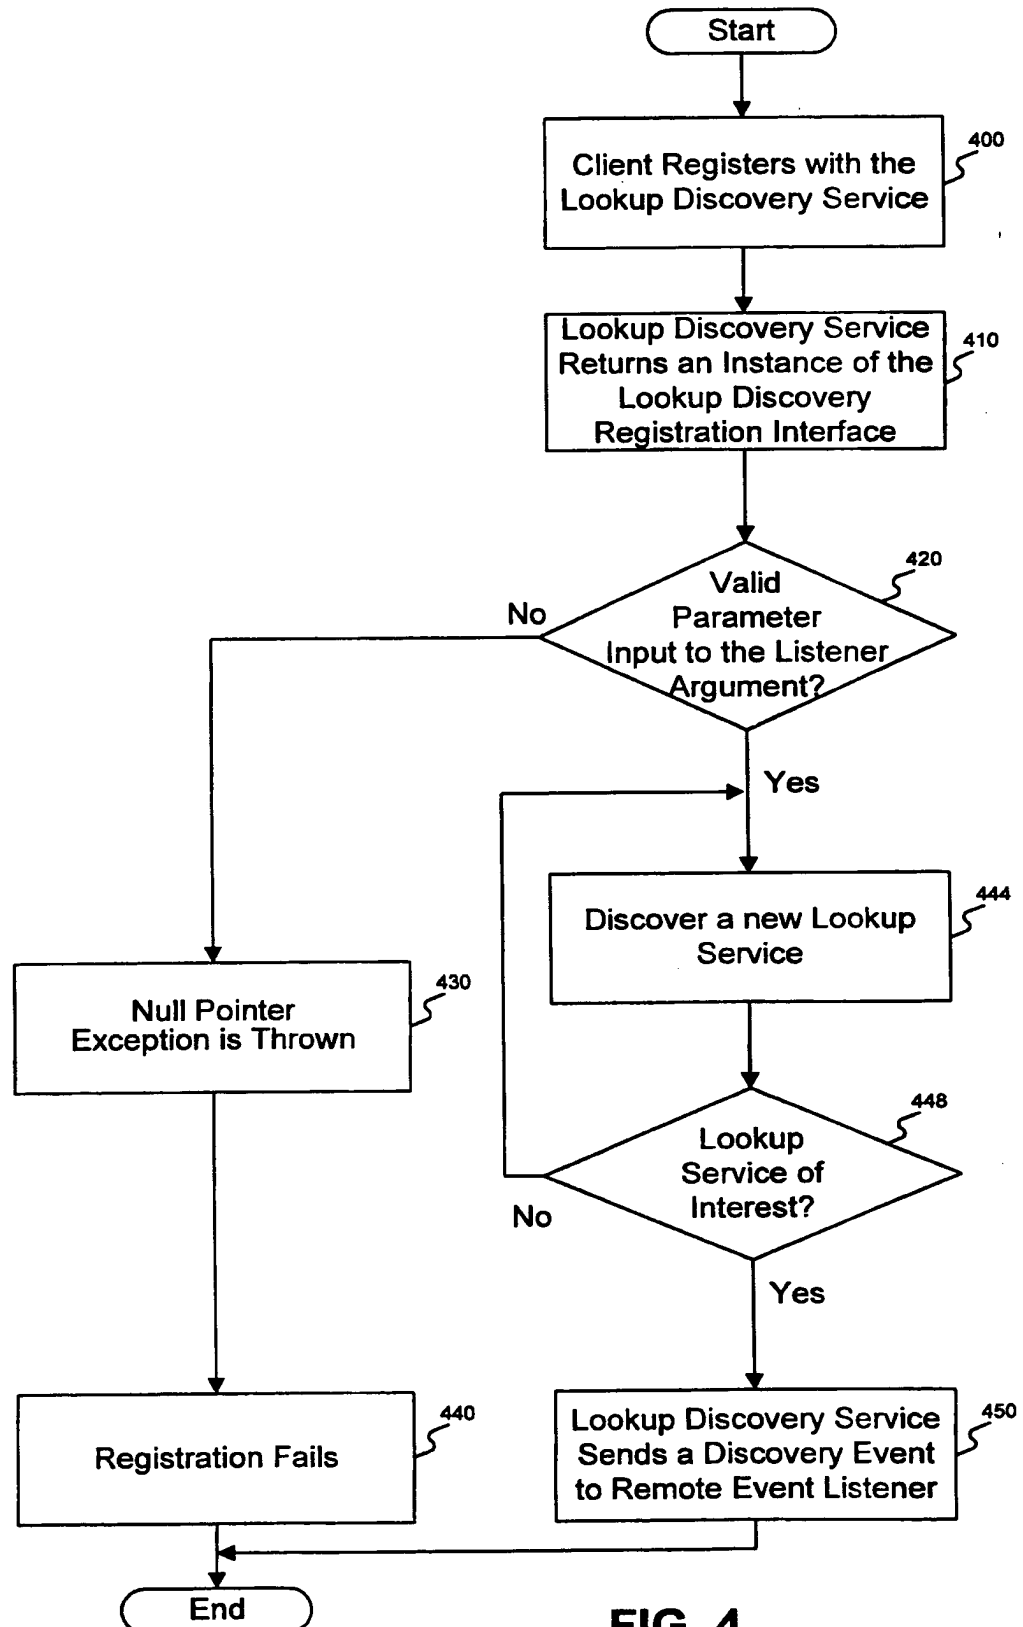 Start
Client Registers with the
Lookup Discovery Service
400
Lookup Discovery Service
Returns an Instance of the
Lookup Discovery
Registration Interface
410
Valid
Parameter
Input to the Listener
Argument?
420
No
Yes
Discover a new Lookup
Service
444
Null Pointer
Exception is Thrown
430
Lookup
Service of
Interest?
448
No
Yes
Registration Fails
440
Lookup Discovery Service
Sends a Discovery Event
to Remote Event Listener
450
End
FIG. 4